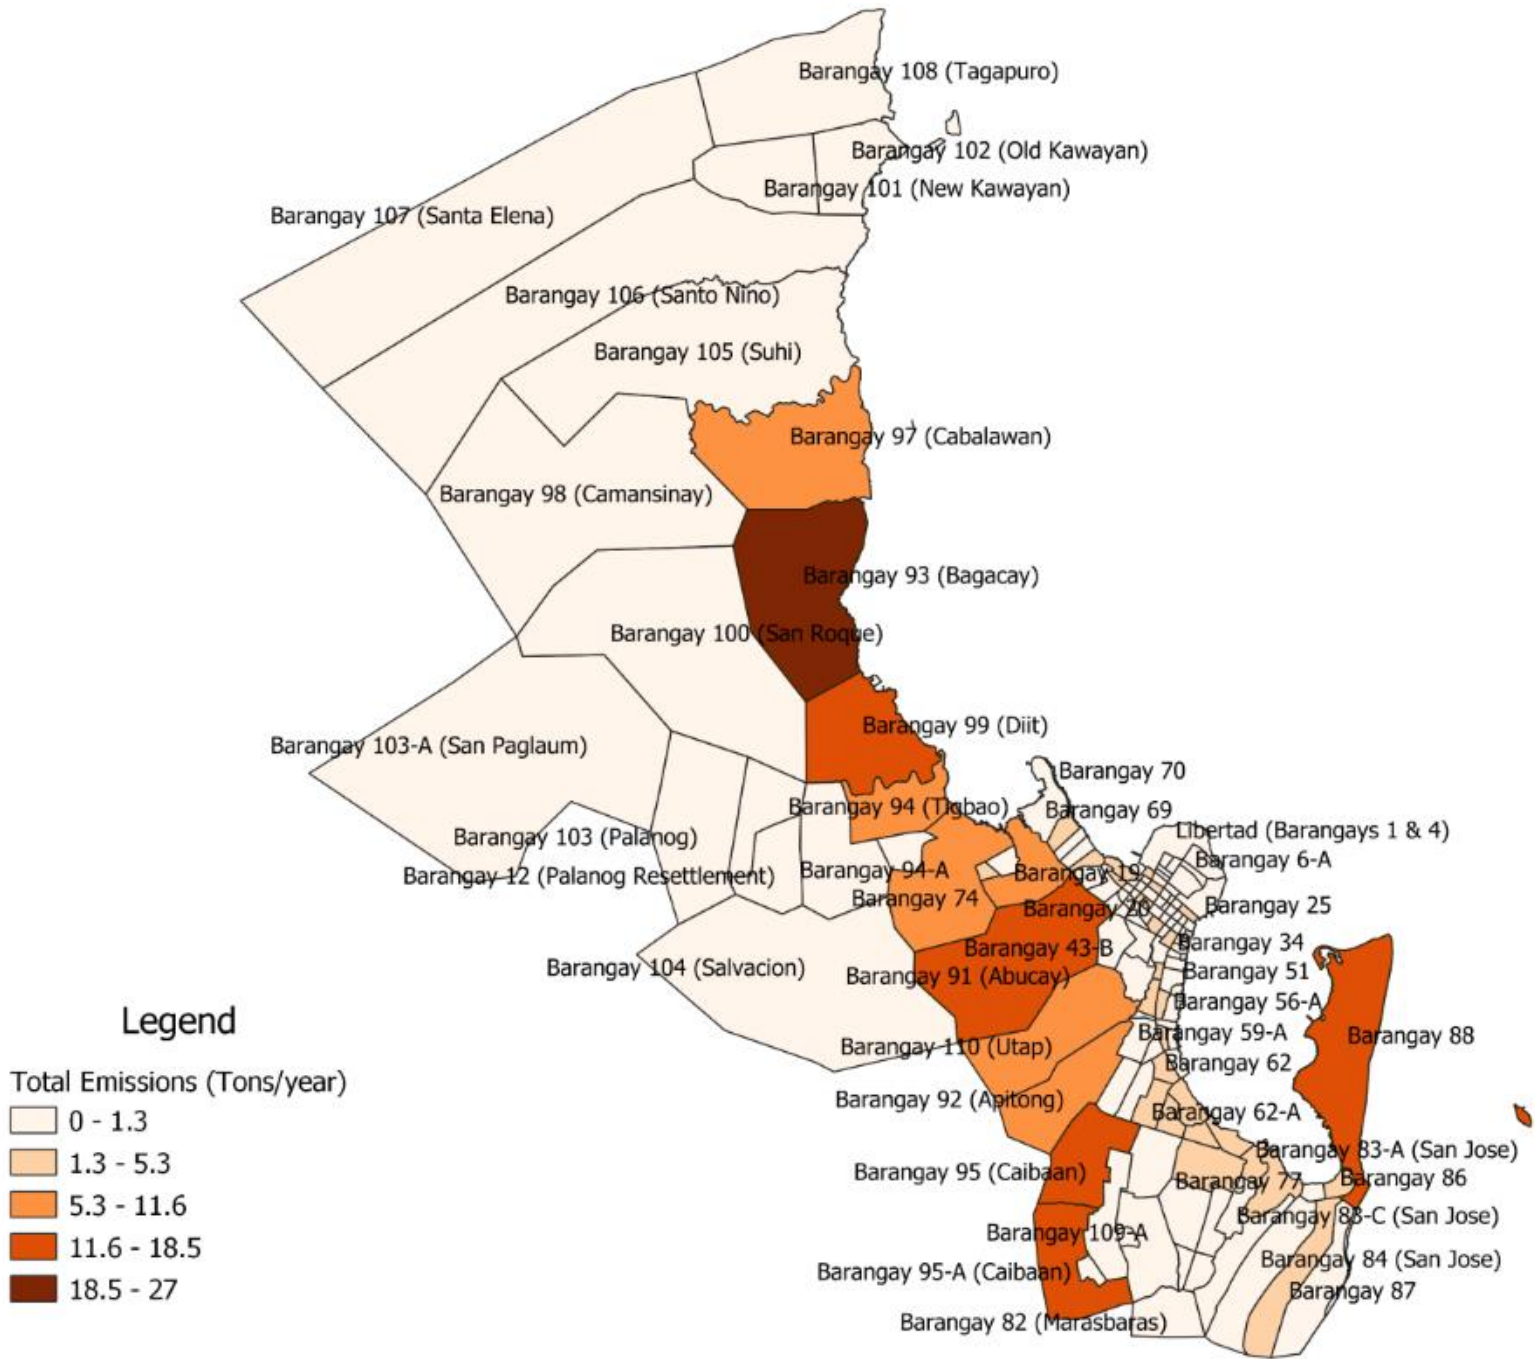 Barangay 108 (Tagapuro)
Barangay 102 (Old Kawayan)
Barangay 101 (New Kawayan)
Barangay 107 (Santa Elena)
Barangay 106 (Santo Nino)
Barangay 105 (Suhi)
Barangay 97 (Cabalawan)
Barangay 98 (Camansinay)
Barangay 93 (Bagacay)
Barangay 100 (San Roque)
Barangay 99 (Diit)
Barangay 103-A (San Paglaum)
Barangay 70
Barangay 94 (Tigbao)
Barangay 69
Libertad (Barangays 1 & 4)
Barangay 103 (Palanog)
Barangay 6-A
Barangay 12 (Palanog Resettlement)
Barangay 94-A
Barangay 19
Barangay 74
Barangay 20
Barangay 25
Barangay 43-B
Barangay 34
Barangay 104 (Salvacion)
Barangay 91 (Abucay)
Barangay 51
Barangay 56-A
Barangay 59-A
Barangay 88
Barangay 110 (Utap)
Barangay 62
Barangay 92 (Apitong)
Barangay 62-A
Barangay 83-A (San Jose)
Barangay 95 (Caibaan)
Barangay 77
Barangay 86
Barangay 83-C (San Jose)
Barangay 109-A
Barangay 84 (San Jose)
Barangay 95-A (Caibaan)
Barangay 87
Barangay 82 (Marasbaras)
Legend
Total Emissions (Tons/year)
0 - 1.3
1.3 - 5.3
5.3 - 11.6
11.6 - 18.5
18.5 - 27